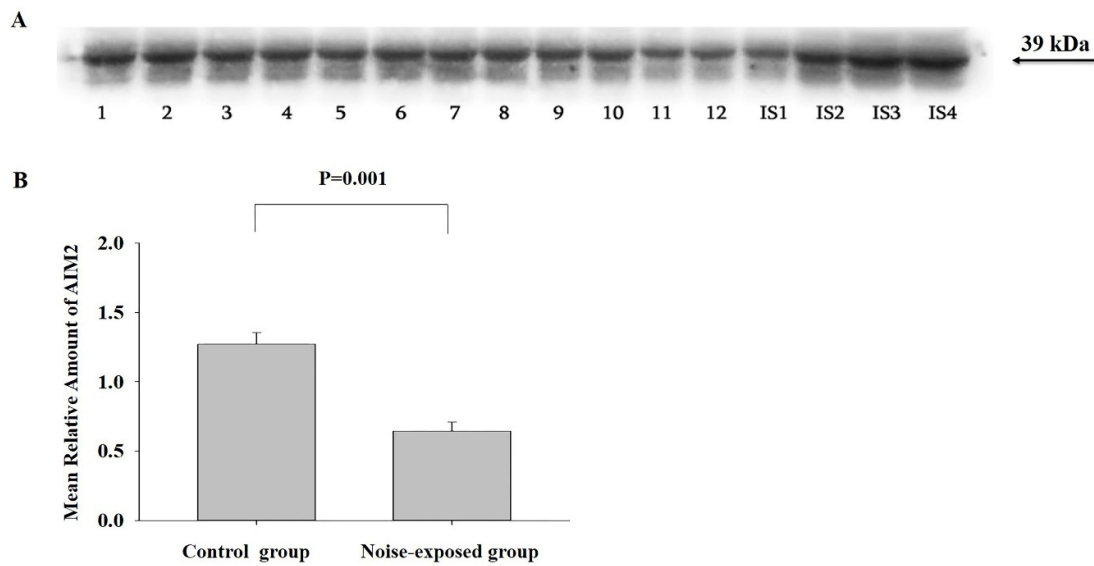 A
39 kDa
1 2 3 4 5 6 7 8 9 10 11 12 IS1 IS2 IS3 IS4
B
P=0.001
Mean Relative Amount of AIM2
2.0
1.5
1.0
0.5
0.0
Control group Noise-exposed group